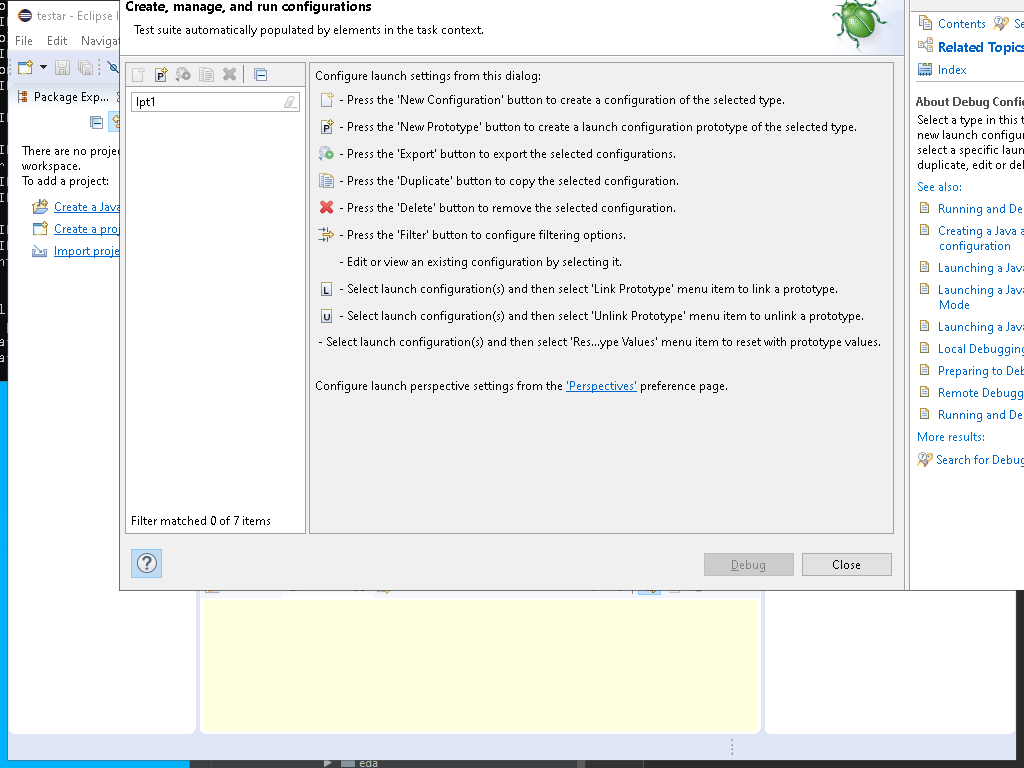 testar - Eclipse
File Edit Navigat
Package Exp...
There are no proje
workspace.
To add a project:
Create a Java
Create a proj
Import proje
Create, manage, and run configurations
Test suite automatically populated by elements in the task context.
lpt1
Filter matched 0 of 7 items
Configure launch settings from this dialog:
- Press the 'New Configuration' button to create a configuration of the selected type.
- Press the 'New Prototype' button to create a launch configuration prototype of the selected type.
- Press the 'Export' button to export the selected configurations.
- Press the 'Duplicate' button to copy the selected configuration.
- Press the 'Delete' button to remove the selected configuration.
- Press the 'Filter' button to configure filtering options.
- Edit or view an existing configuration by selecting it.
L - Select launch configuration(s) and then select 'Link Prototype' menu item to link a prototype.
U - Select launch configuration(s) and then select 'Unlink Prototype' menu item to unlink a prototype.
- Select launch configuration(s) and then select 'Res...ype Values' menu item to reset with prototype values.
Configure launch perspective settings from the 'Perspectives' preference page.
Debug Close
Contents Se
Related Topics
Index
About Debug Config
Select a type in this t
new launch configur
select a specific laun
duplicate, edit or del
See also:
Running and De
Creating a Java a
configuration
Launching a Jav
Launching a Java
Mode
Launching a Java
Local Debugging
Preparing to Deb
Remote Debugg
Running and De
More results:
Search for Debug
eda